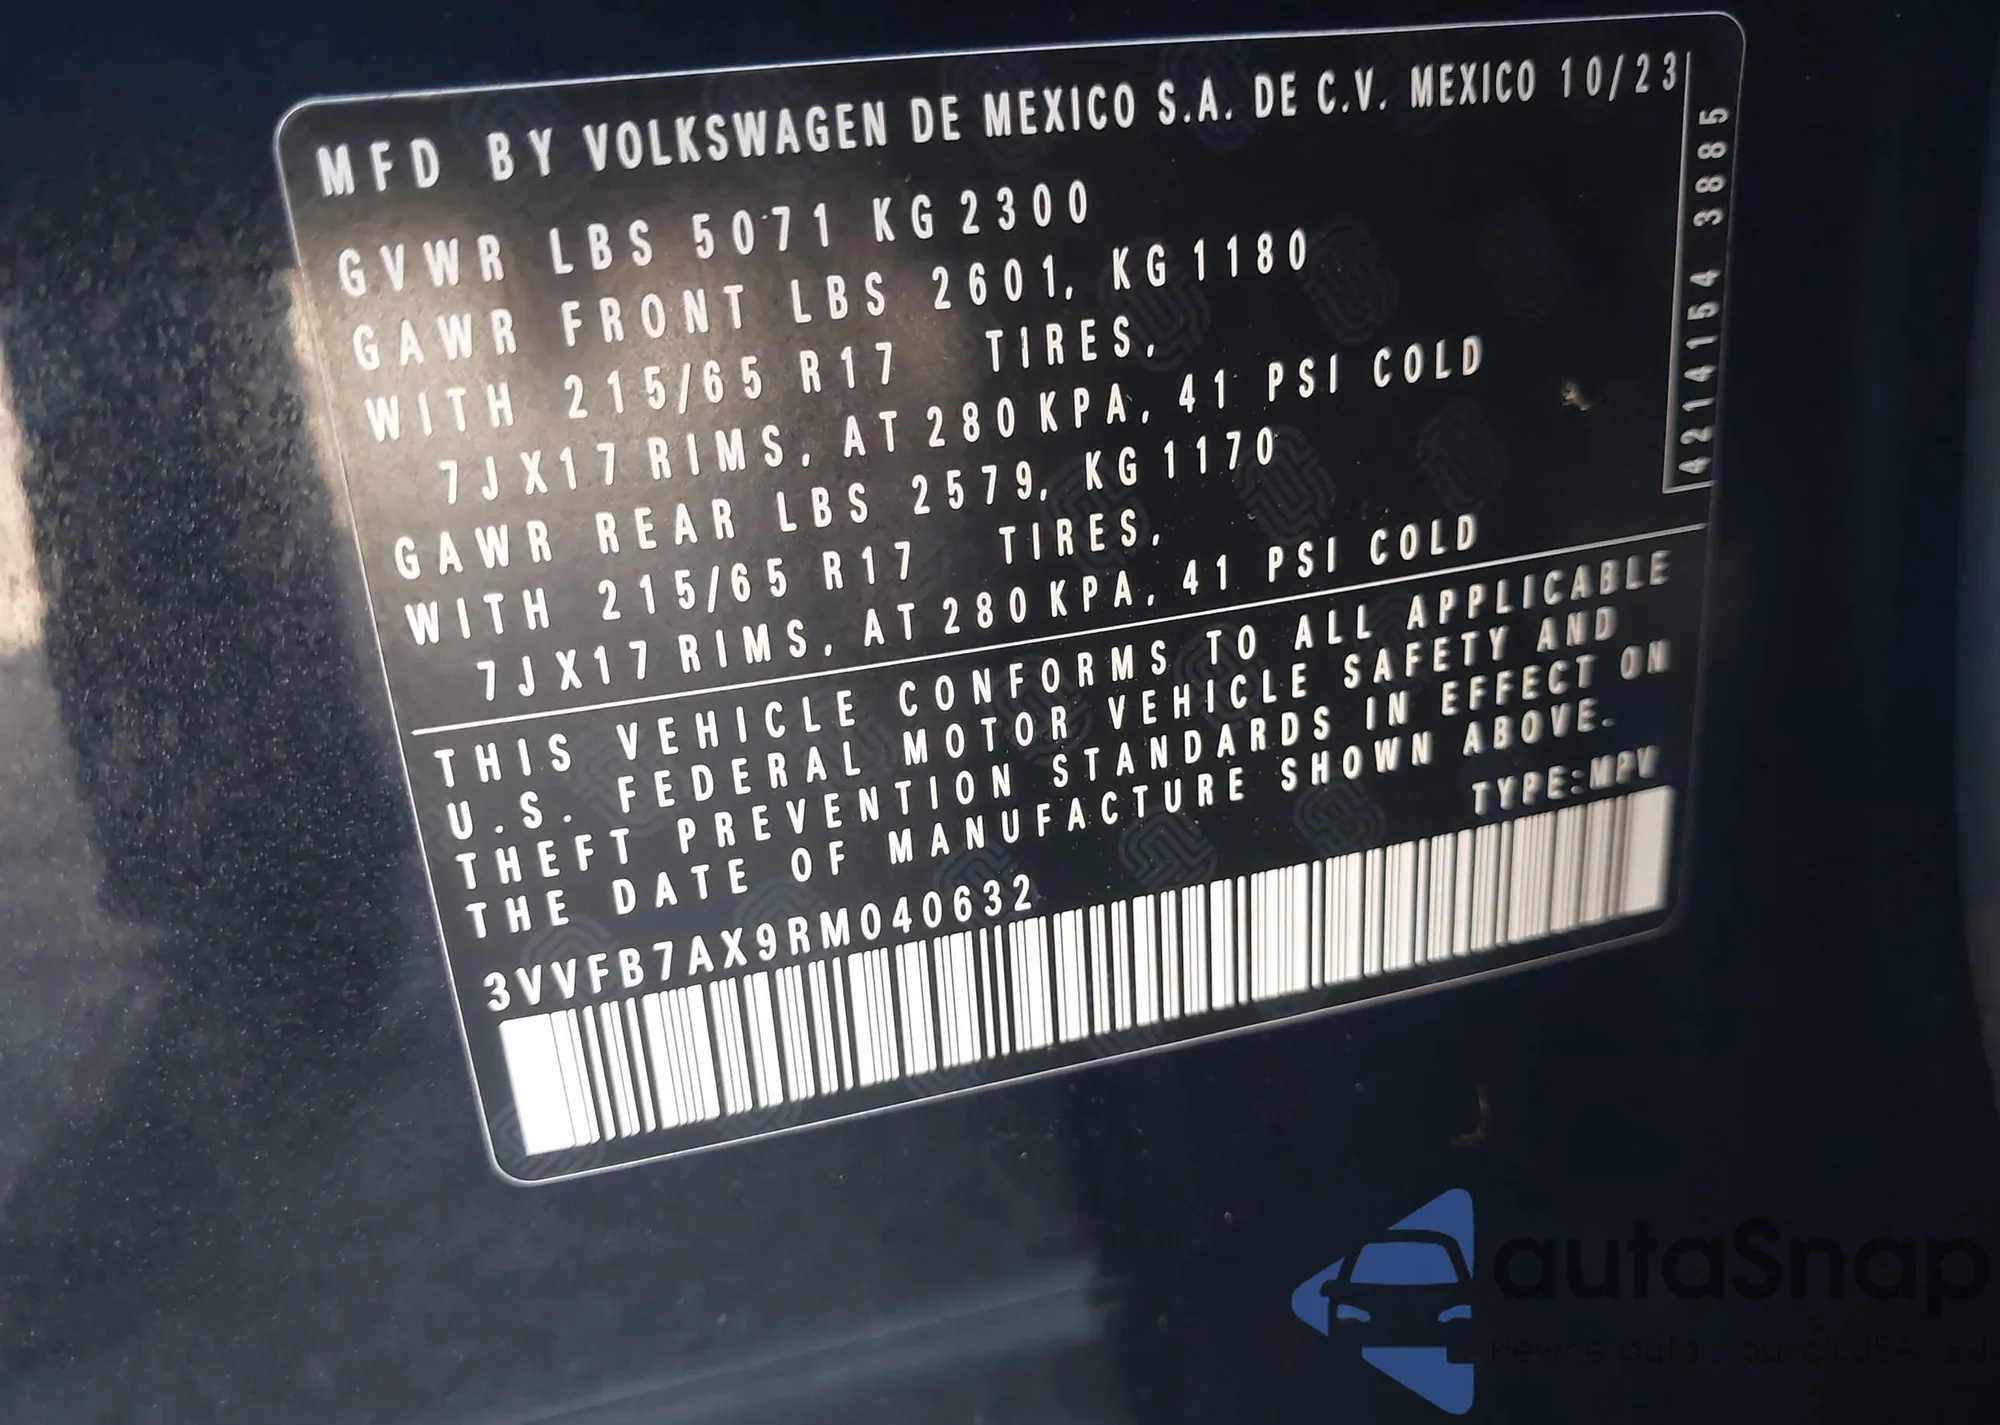 MFD BY VOLKSWAGEN DE MEXICO S.A. DE C.V. MEXICO 10/23
GVWR LBS 5071 KG 2300
GAWR FRONT LBS 2601, KG 1180
WITH 215/65 R17 TIRES,
7JX17 RIMS, AT 280 KPA, 41 PSI COLD
GAWR REAR LBS 2579, KG 1170
WITH 215/65 R17 TIRES,
7JX17 RIMS, AT 280 KPA, 41 PSI COLD
4214154 3885
THIS VEHICLE CONFORMS TO ALL APPLICABLE
U.S. FEDERAL MOTOR VEHICLE SAFETY AND
THEFT PREVENTION STANDARDS IN EFFECT ON
THE DATE OF MANUFACTURE SHOWN ABOVE.
TYPE:MPV
3VVFB7AX9RM040632
autaSnap